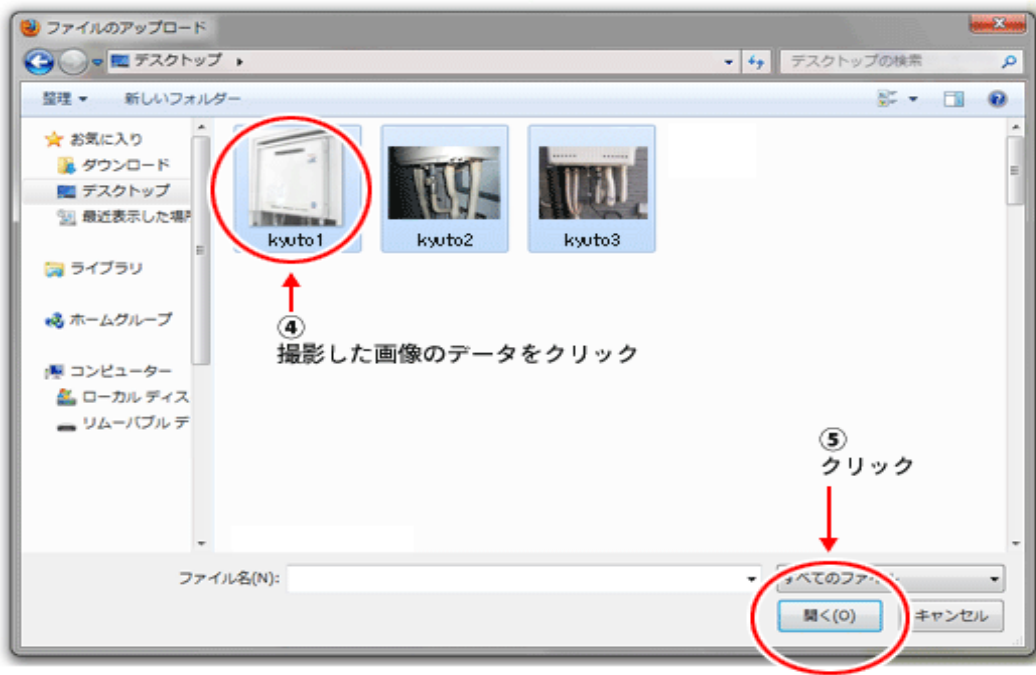 ファイルのアップロード
デスクトップ
デスクトップの検索
整理
新しいフォルダー
お気に入り
ダウンロード
デスクトップ
最近表示した場所
ライブラリ
ホームグループ
コンピューター
ローカル ディス
リムーバブル デ
kyuto1
kyuto2
kyuto3
④
撮影した画像のデータをクリック
⑤
クリック
ファイル名(N):
すべてのファイル
開く(O)
キャンセル